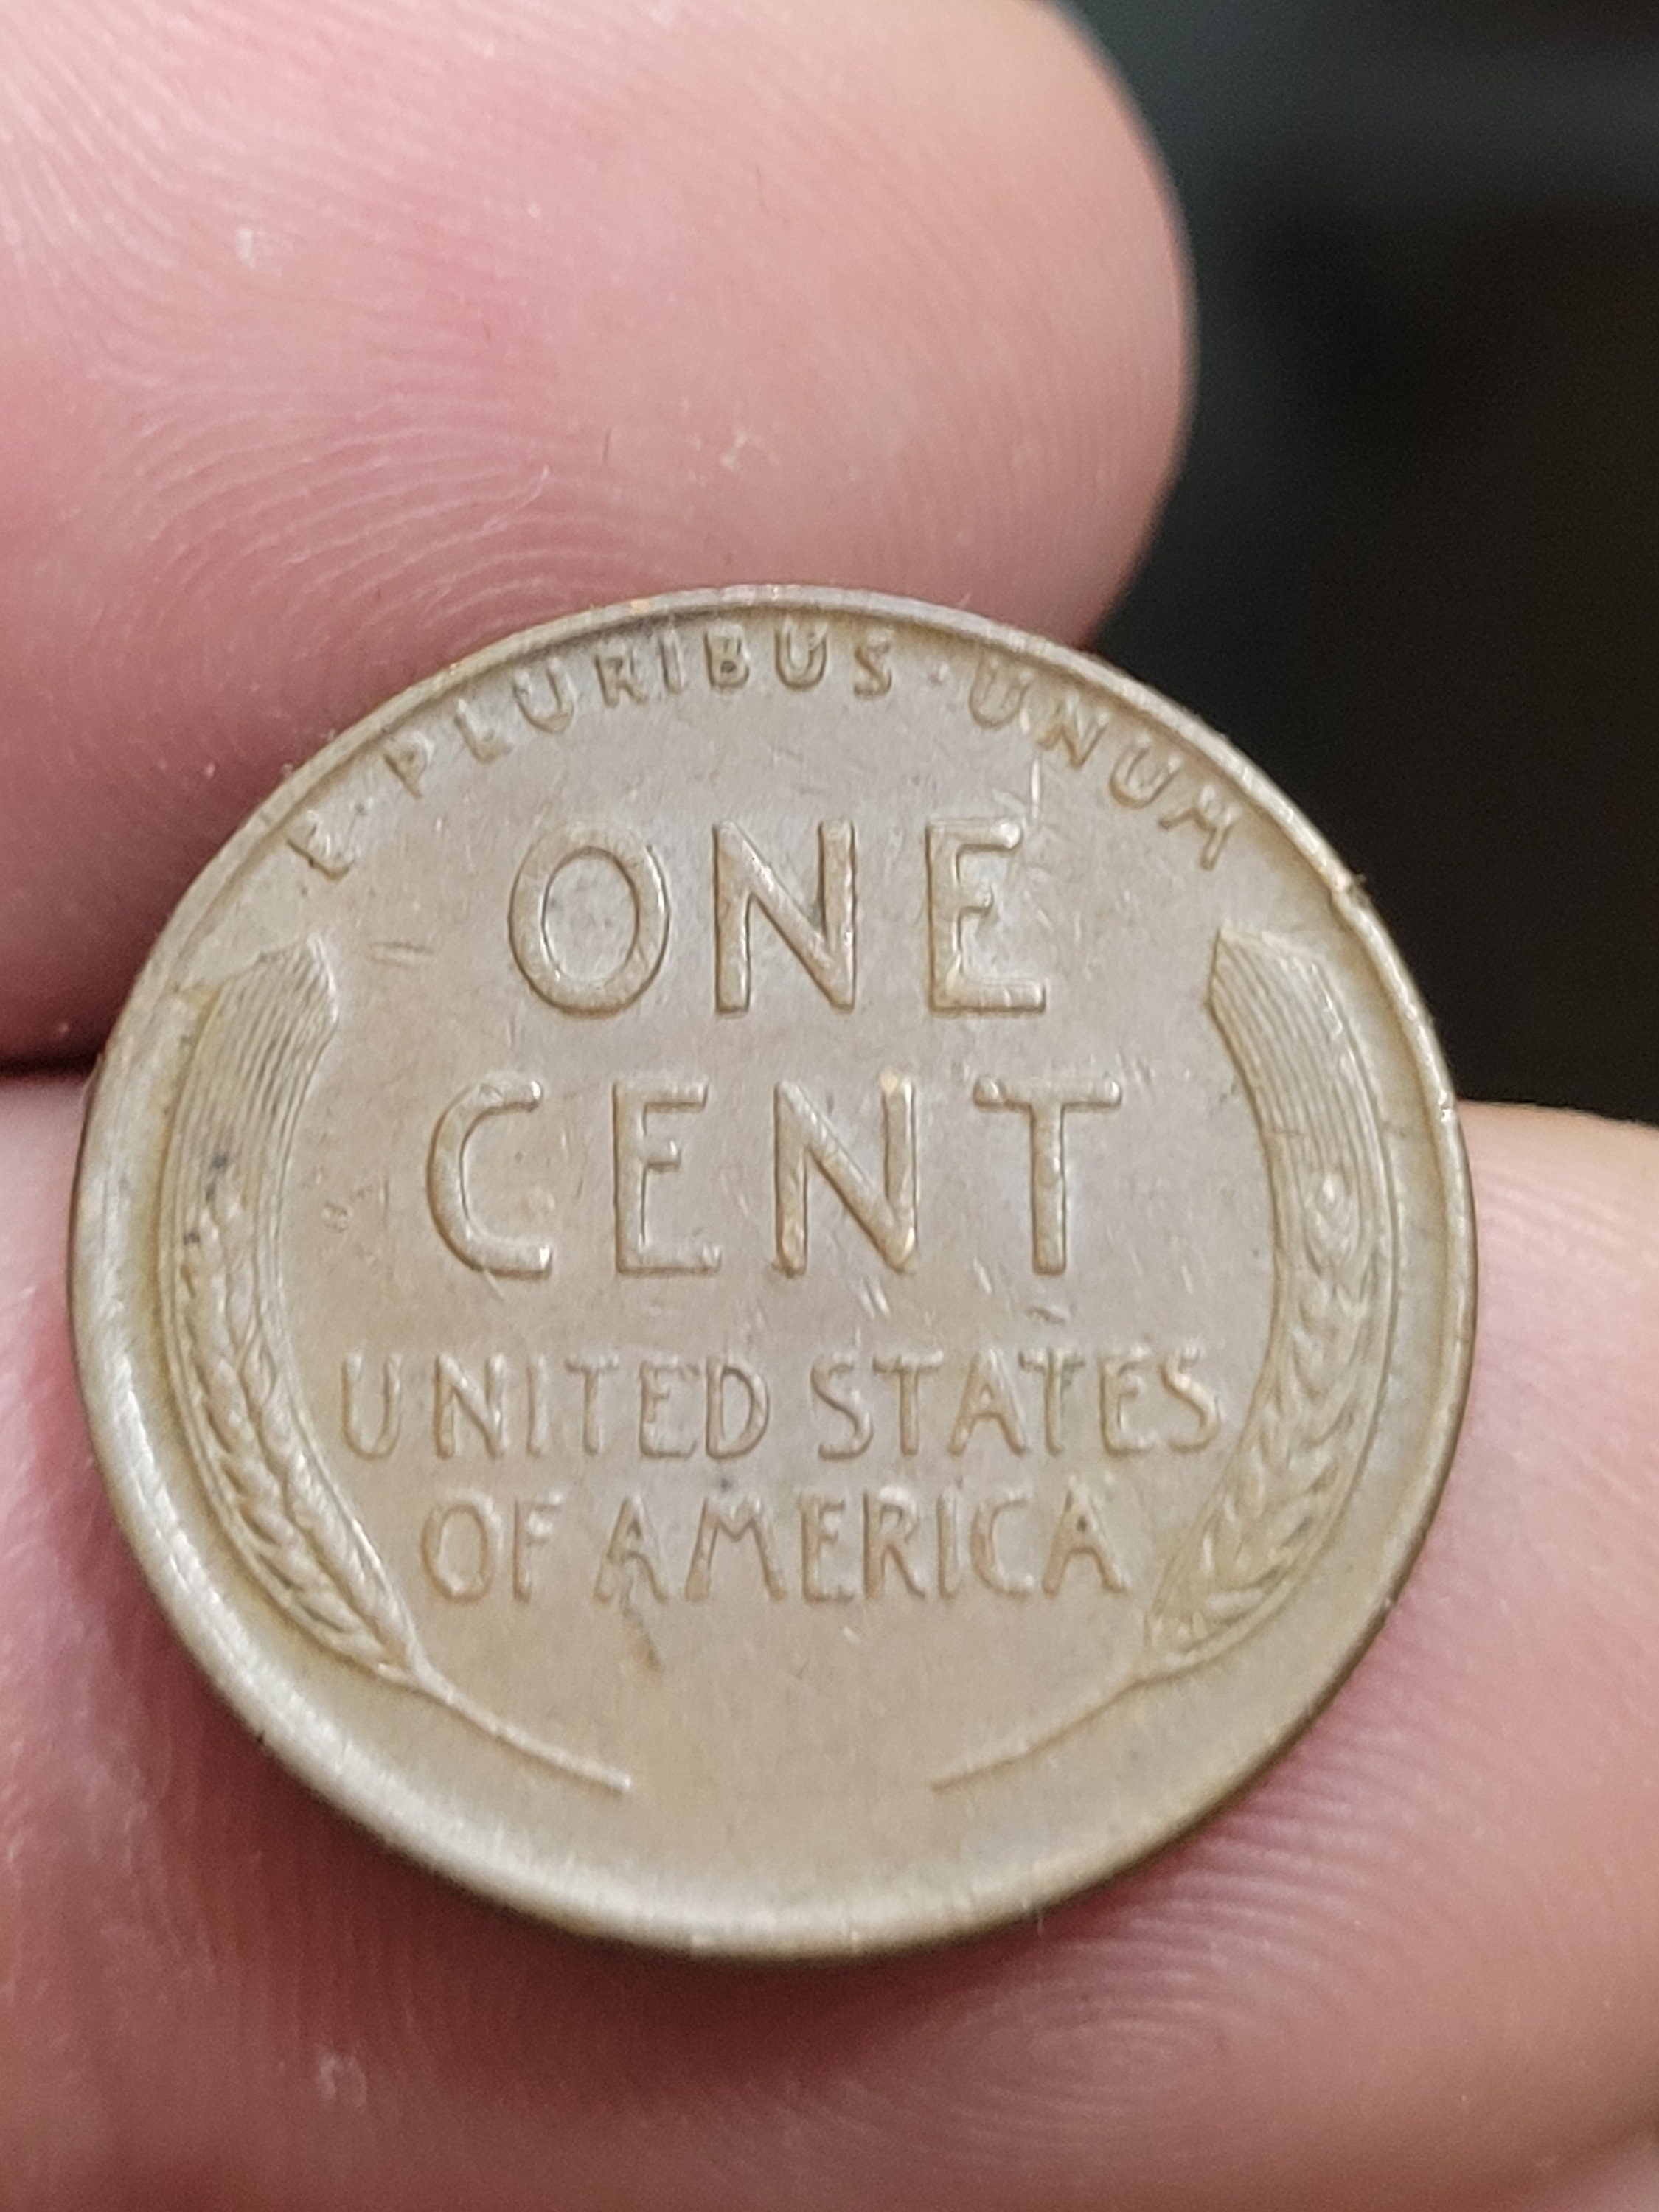 E·PLURIBUS·UNUM
ONE
CENT
UNITED STATES
OF AMERICA